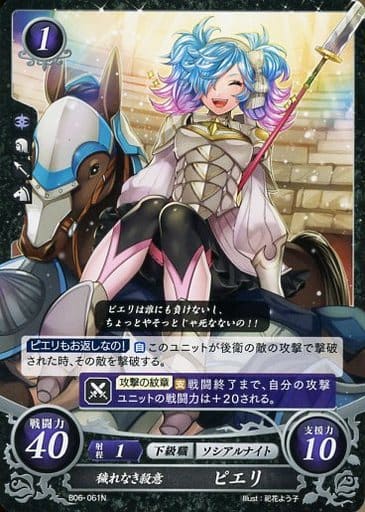 1
ピエリは誰にも負けないし、
ちょっとやそっとじゃ死なないの!!
ピエリもお返しなの! 自 このユニットが後衛の敵の攻撃で撃破
された時、その敵を撃破する。
攻撃の紋章 支 戦闘終了まで、自分の攻撃
ユニットの戦闘力は+20される。
戦闘力
40
射程 1
下級職
ソシアルナイト
支援力
10
穢れなき殺意
ピエリ
B06-061N
Illust:祀花よう子